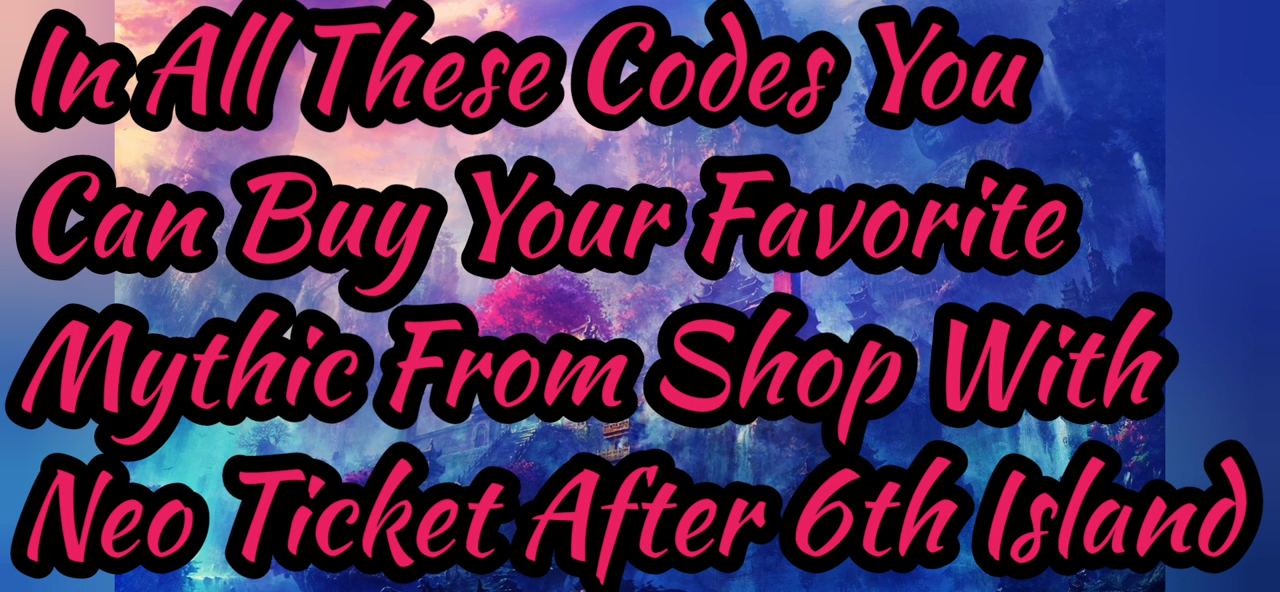 In All These Codes You
Can Buy Your Favorite
Mythic From Shop With
Neo Ticket After 6th Island